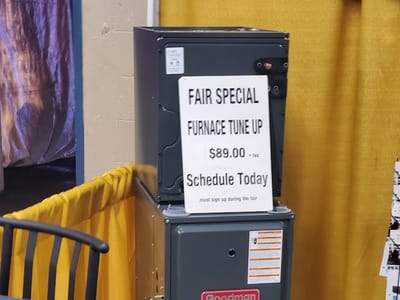 FAIR SPECIAL
FURNACE TUNE UP
$89.00 - tax
Schedule Today
must sign up during the fair
Goodman